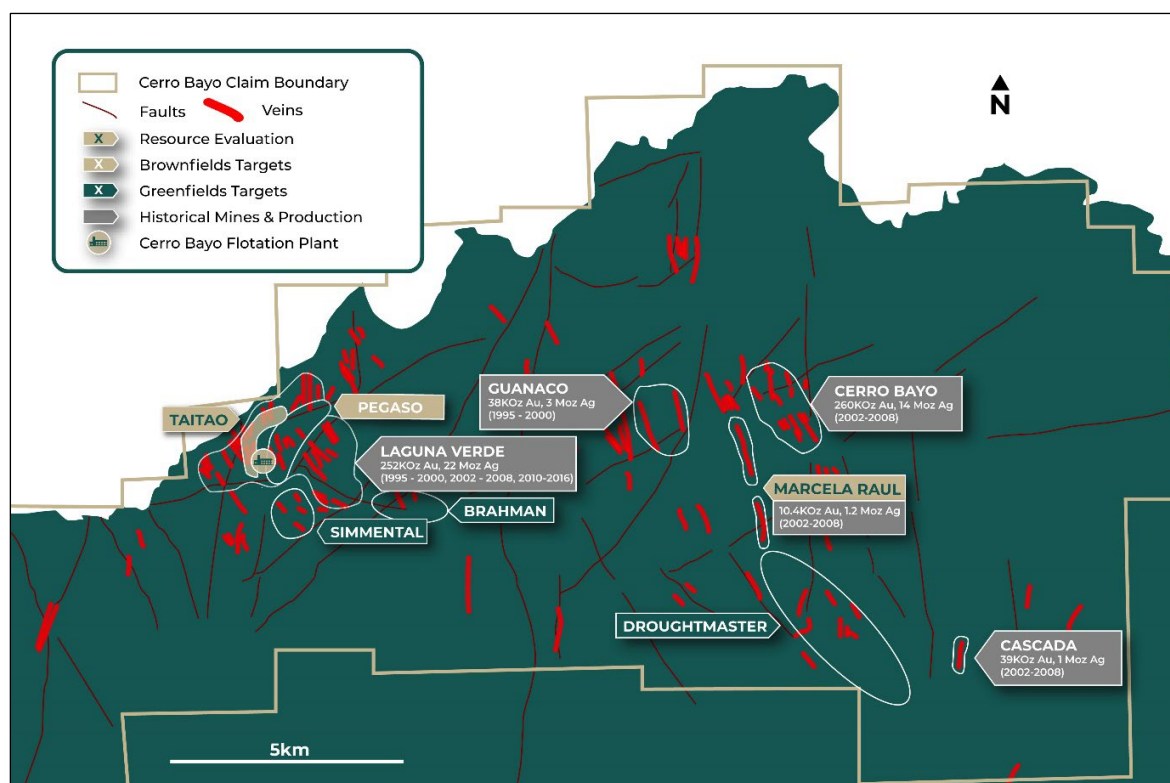 Cerro Bayo Claim Boundary
Faults
Veins
X
Resource Evaluation
X
Brownfields Targets
X
Greenfields Targets
Historical Mines & Production
Cerro Bayo Flotation Plant
N
TAITAO
PEGASO
GUANACO
38KOz Au, 3 Moz Ag
(1995 - 2000)
CERRO BAYO
260KOz Au, 14 Moz Ag
(2002-2008)
LAGUNA VERDE
252KOz Au, 22 Moz Ag
(1995 - 2000, 2002 - 2008, 2010-2016)
MARCELA RAUL
10.4KOz Au, 1.2 Moz Ag
(2002-2008)
BRAHMAN
SIMMENTAL
DROUGHTMASTER
CASCADA
39KOz Au, 1 Moz Ag
(2002-2008)
5km